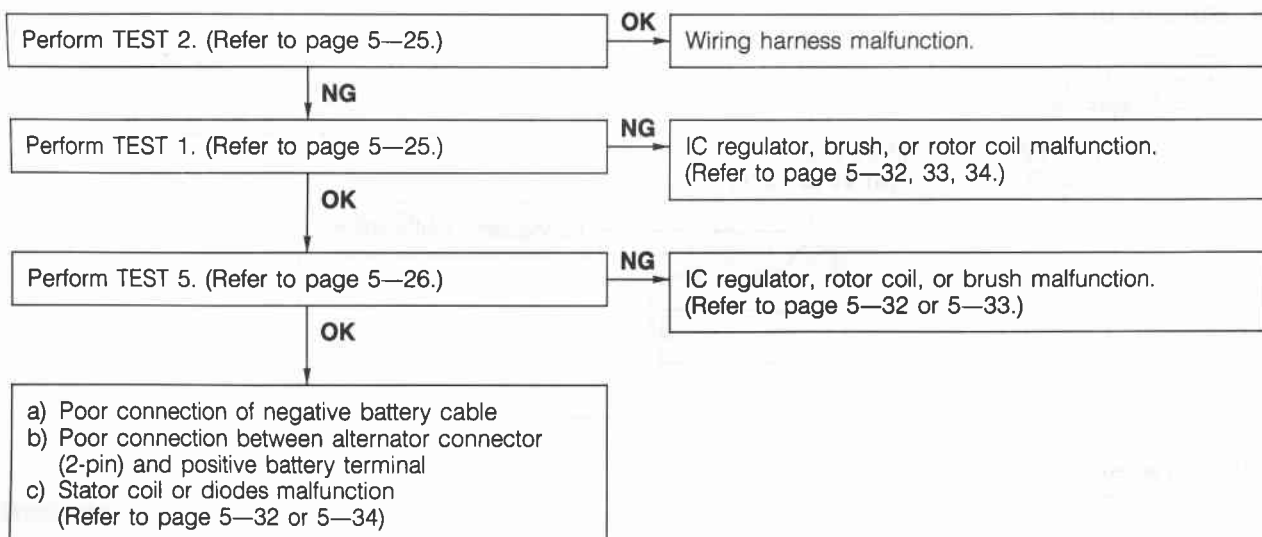 Perform TEST 2. (Refer to page 5—25.)
OK
Wiring harness malfunction.
NG
Perform TEST 1. (Refer to page 5—25.)
NG
IC regulator, brush, or rotor coil malfunction.
(Refer to page 5—32, 33, 34.)
OK
Perform TEST 5. (Refer to page 5—26.)
NG
IC regulator, rotor coil, or brush malfunction.
(Refer to page 5—32 or 5—33.)
OK
a) Poor connection of negative battery cable
b) Poor connection between alternator connector
(2-pin) and positive battery terminal
c) Stator coil or diodes malfunction
(Refer to page 5—32 or 5—34)